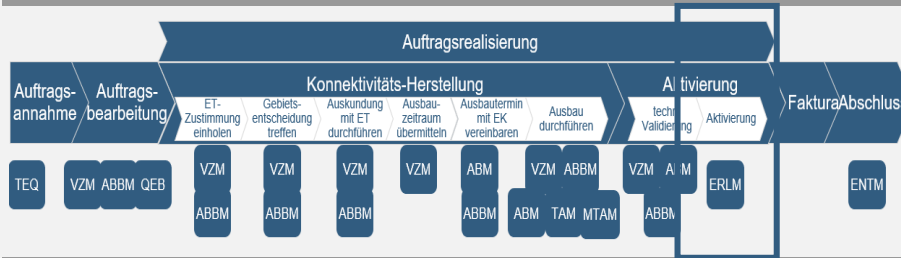 Auftragsrealisierung
Auftrags-
annahme
Auftrags-
bearbeitung
Konnektivitäts-Herstellung
ET-
Zustimmung
einholen
Gebiets-
entscheidung
treffen
Auskundung
mit ET
durchführen
Ausbau-
zeitraum
übermitteln
Ausbautermin
mit EK
vereinbaren
Ausbau
durchführen
Aktivierung
Aktivierung
Faktura
Abschlus
TEQ
VZM ABBM QEB
VZM
ABBM
VZM
ABBM
VZM
ABBM
VZM
ABM
ABBM
VZM ABBM
ABM TAM MTAM
VZM
ABBM
ERLM
ENTM